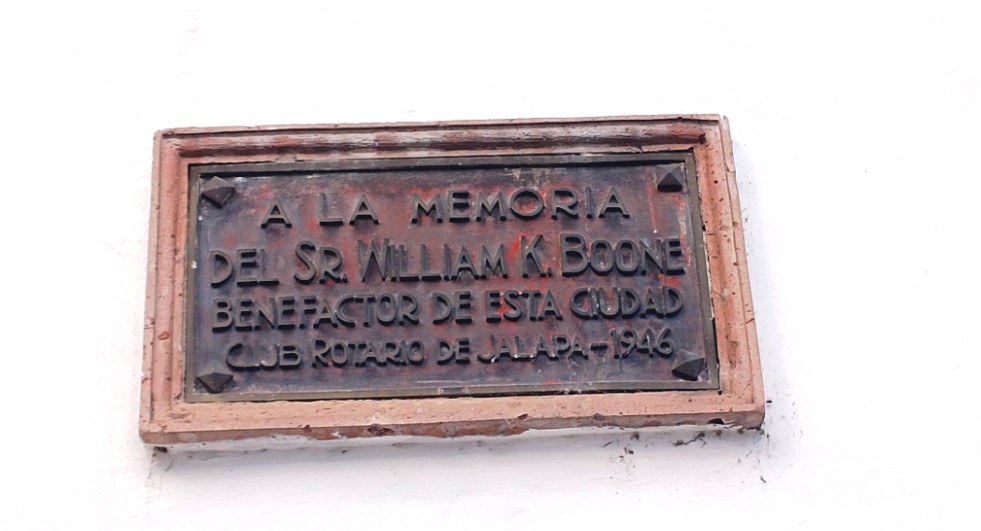 A LA MEMORIA
DEL SR. WILLIAM K. BOONE
BENEFACTOR DE ESTA CIUDAD
CLUB ROTARIO DE JALAPA-1946